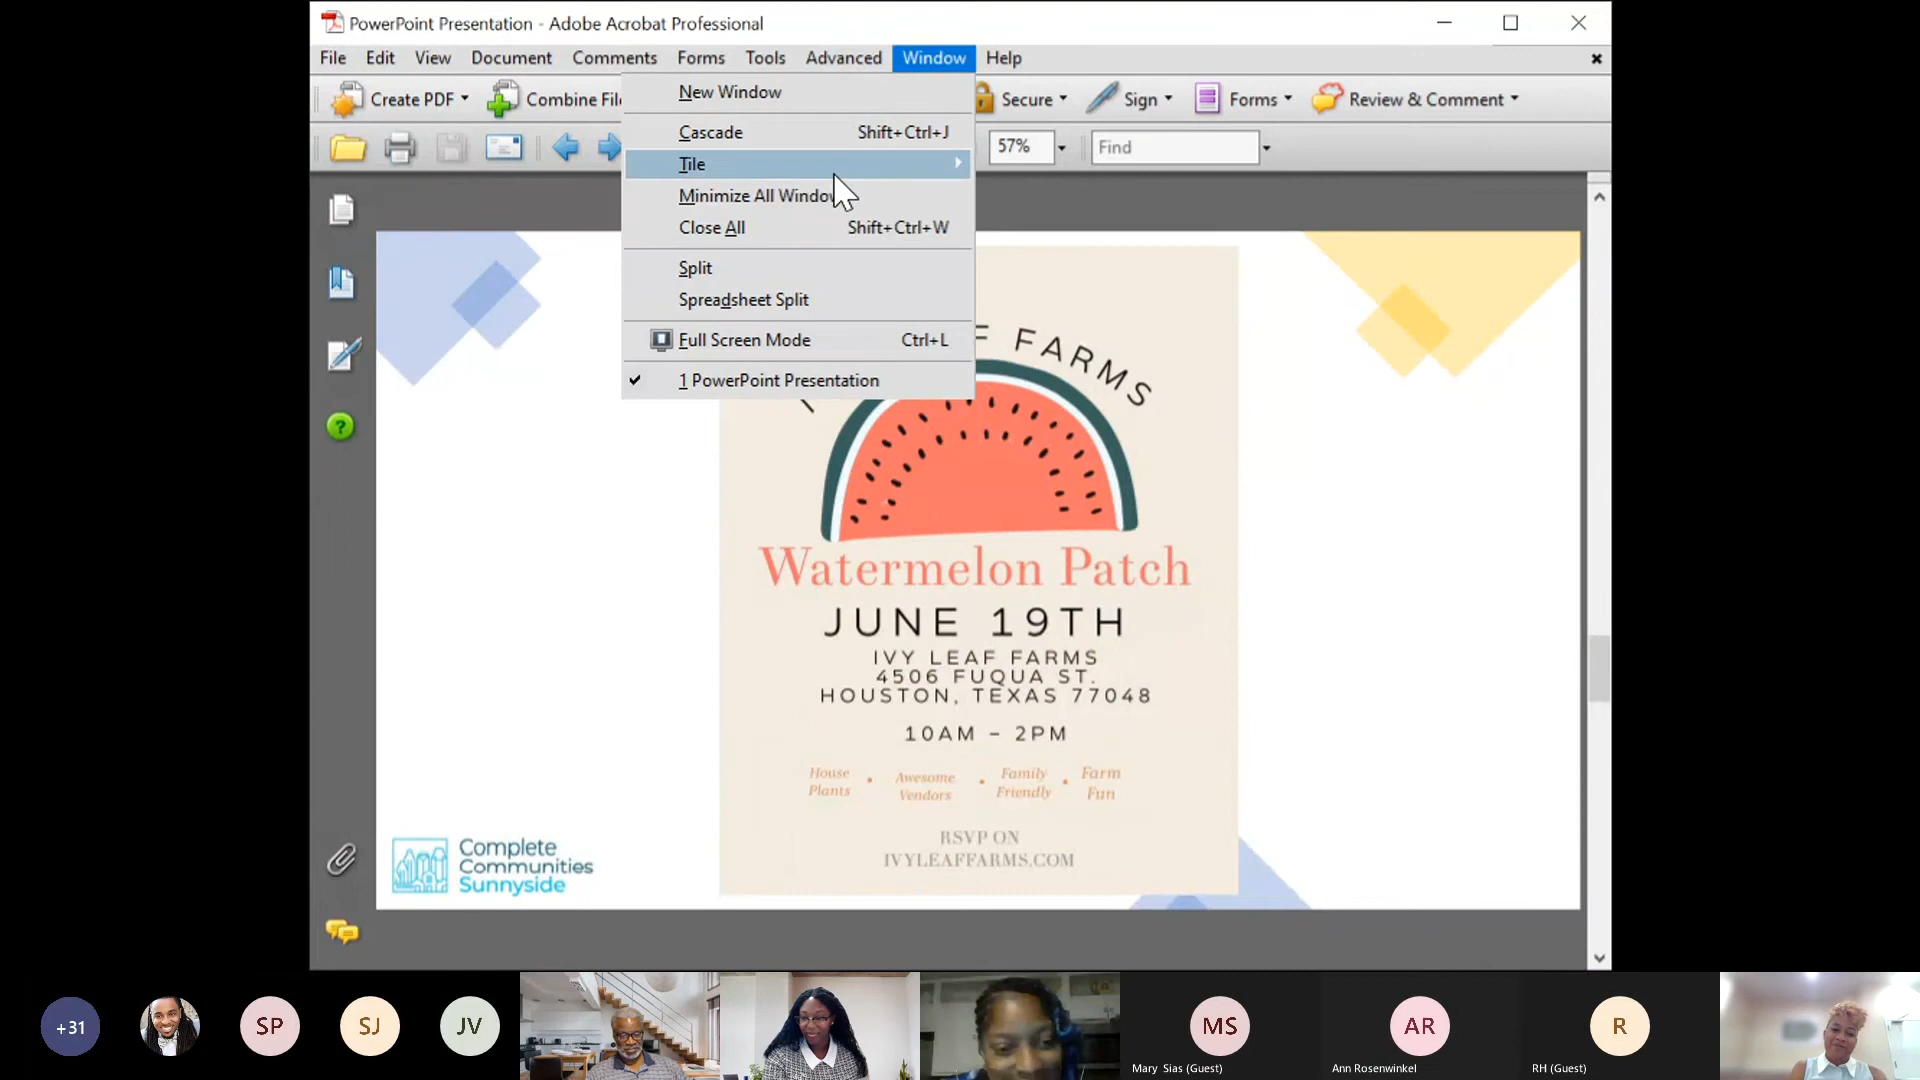 PowerPoint Presentation - Adobe Acrobat Professional
File Edit View Document Comments Forms Tools Advanced Window Help
Create PDF Combine Secure Sign Forms Review & Comment
57% Find
New Window
Cascade Shift+Ctrl+J
Tile
Minimize All
Close All Shift+Ctrl+W
Split
Spreadsheet Split
Full Screen Mode Ctrl+L
1 PowerPoint Presentation
FARMS
Watermelon Patch
JUNE 19TH
IVY LEAF FARMS
4506 FUQUA ST.
HOUSTON, TEXAS 77048
10AM – 2PM
House Plants • Awesome Vendors • Family Friendly • Farm Fun
RSVP ON
IVYLEAFFARMS.COM
Complete
Communities
Sunnyside
+31 SP SJ JV MS AR R
Mary Sias (Guest) Ann Rosenwinkel RH (Guest)